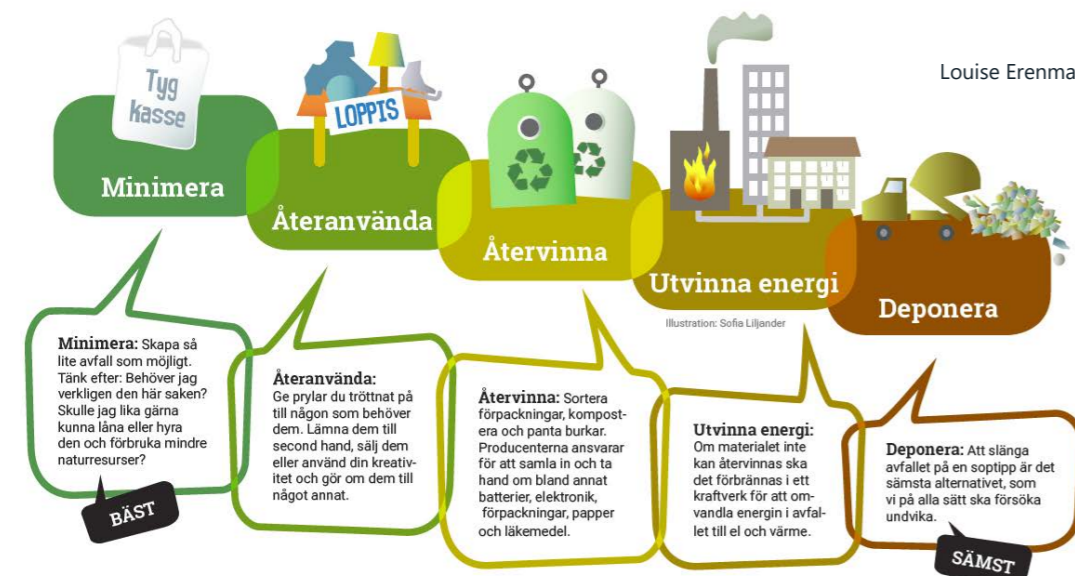 Louise Erenma
Tyg
kasse
LOPPIS
Minimera
Återanvända
Återvinna
Utvinna energi
Deponera
Illustration: Sofia Liljander
Minimera: Skapa så
lite avfall som möjligt.
Tänk efter: Behöver jag
verkligen den här saken?
Skulle jag lika gärna
kunna låna eller hyra
den och förbruka mindre
naturresurser?
BÄST
Återanvända:
Ge prylar du tröttnat på
till någon som behöver
dem. Lämna dem till
second hand, sälj dem
eller använd din kreativ-
itet och gör om dem till
något annat.
Återvinna: Sortera
förpackningar, kompost-
era och panta burkar.
Producenterna ansvarar
för att samla in och ta
hand om bland annat
batterier, elektronik,
förpackningar, papper
och läkemedel.
Utvinna energi:
Om materialet inte
kan återvinnas ska
det förbrännas i ett
kraftverk för att om-
vandla energin i avfal-
let till el och värme.
Deponera: Att slänga
avfallet på en soptipp är det
sämsta alternativet, som
vi på alla sätt ska försöka
undvika.
SÄMST